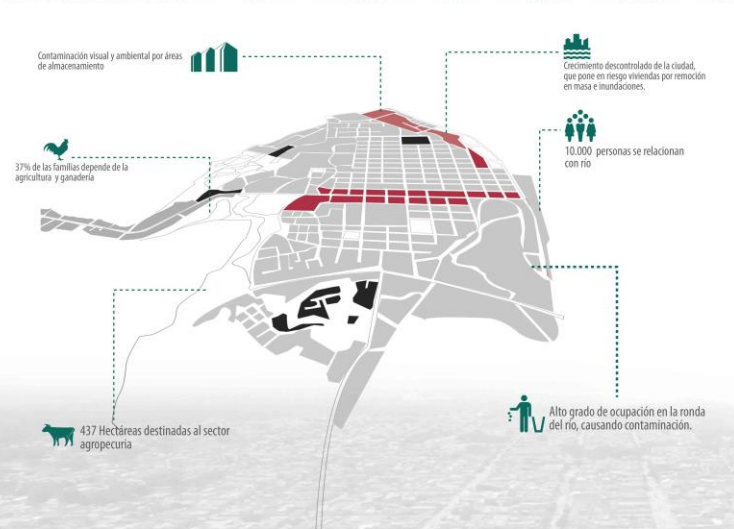 Contaminación visual y ambiental por áreas
de almacenamiento
Crecimiento descontrolado de la ciudad,
que pone en riesgo viviendas por remoción
en masa e inundaciones.
10.000 personas se relacionan
con río
37% de las familias depende de la
agricultura y ganadería
437 Hectáreas destinadas al sector
agropecuria
Alto grado de ocupación en la ronda
del río, causando contaminación.